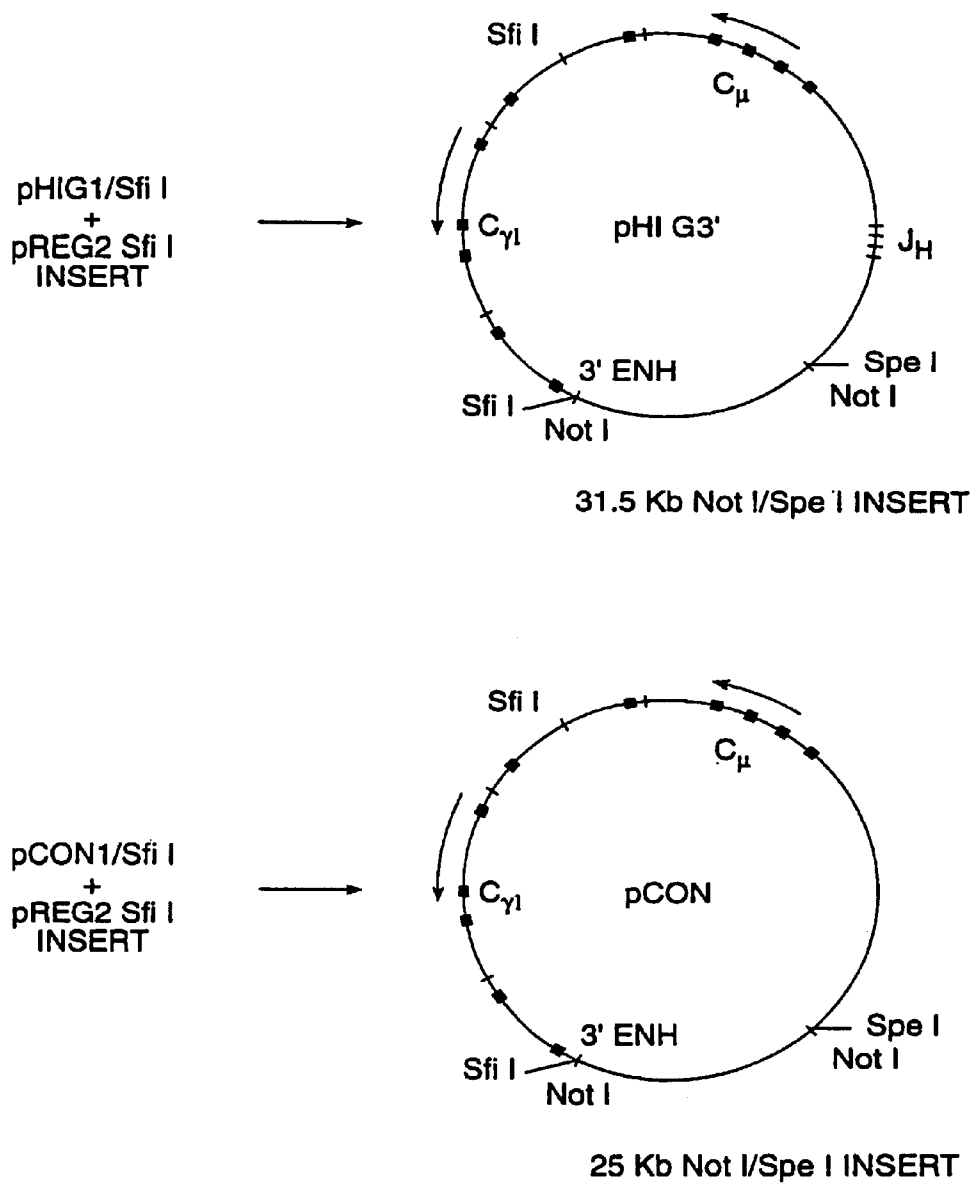 Sfi I
Cμ
pHIG1/Sfi I
+
pREG2 Sfi I
INSERT
Cγ1
pHI G3'
JH
3' ENH
Spe I
Sfi I
Not I
Not I
31.5 Kb Not I/Spe I INSERT
Sfi I
Cμ
pCON1/Sfi I
+
pREG2 Sfi I
INSERT
Cγ1
pCON
3' ENH
Spe I
Sfi I
Not I
Not I
25 Kb Not I/Spe I INSERT